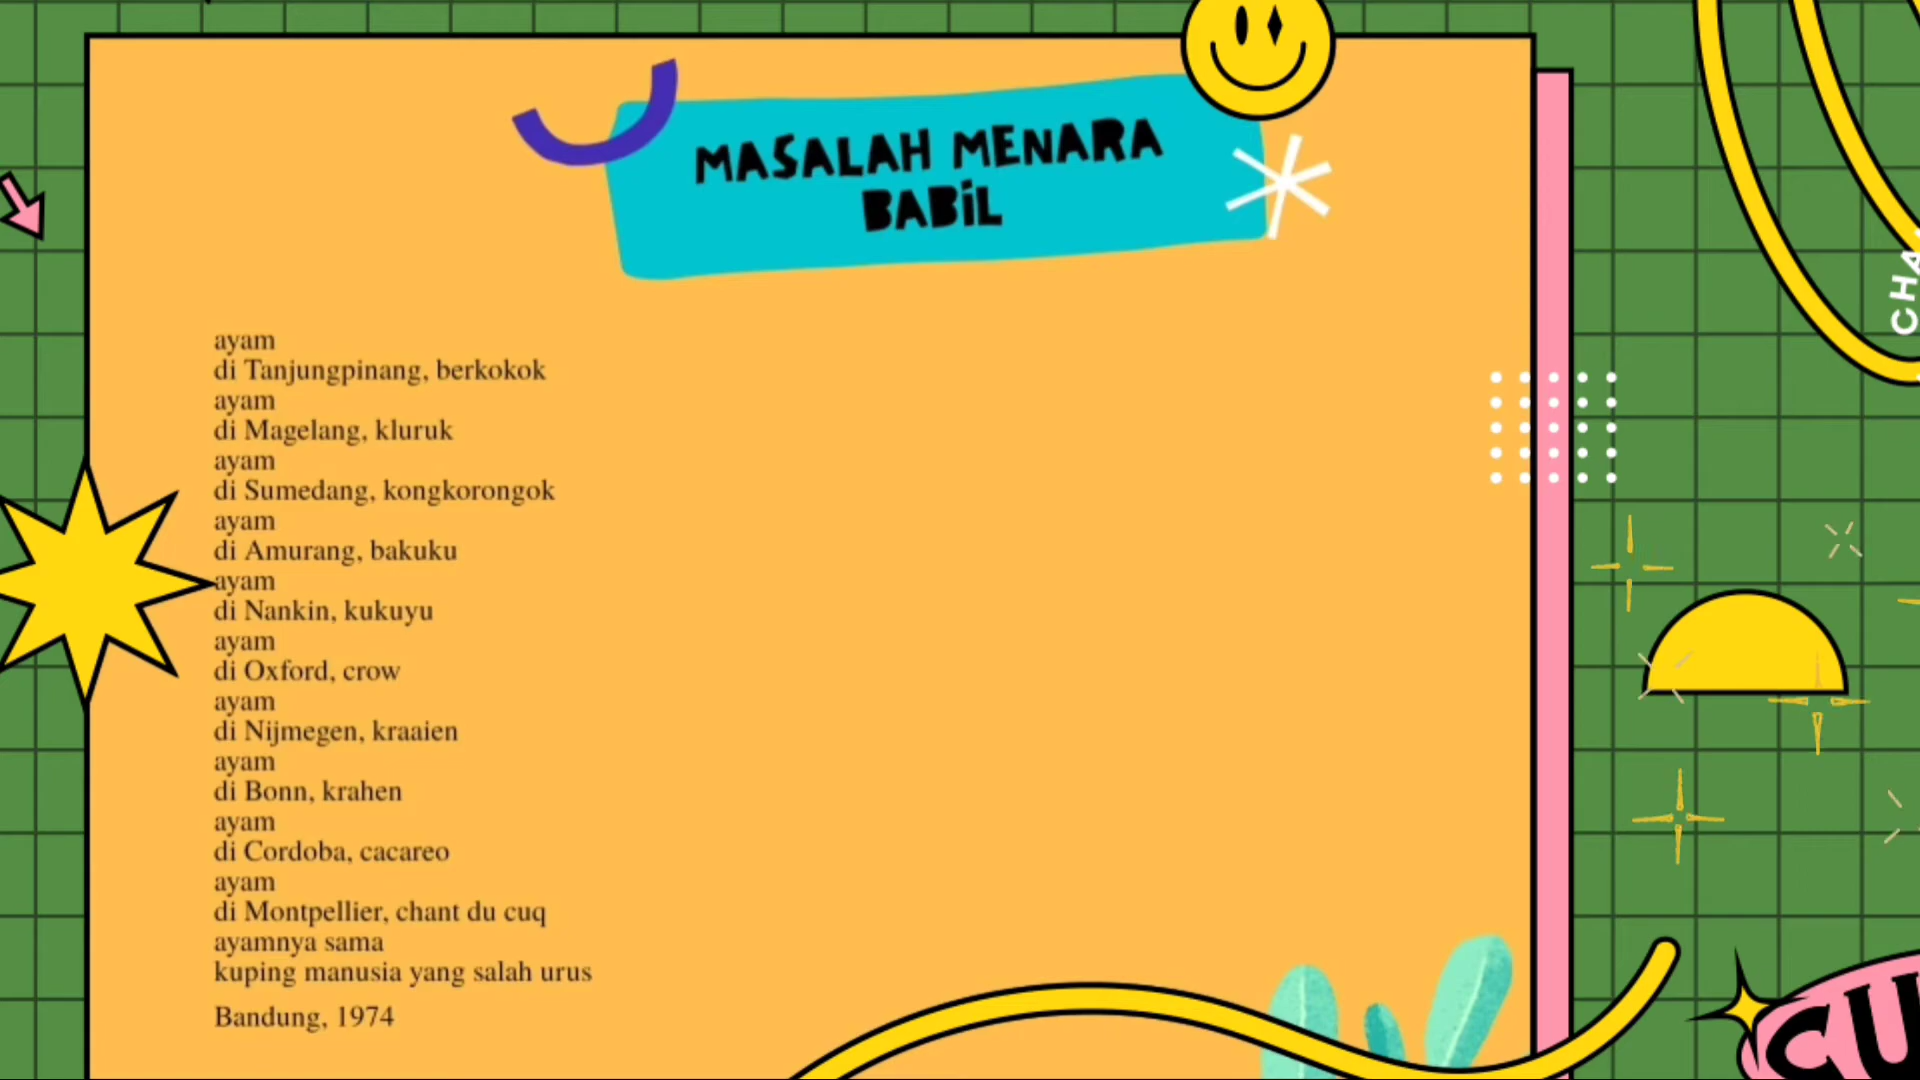 MASALAH MENARA
BABIL
ayam
di Tanjungpinang, berkokok
ayam
di Magelang, kluruk
ayam
di Sumedang, kongkorongok
ayam
di Amurang, bakuku
ayam
di Nankin, kukuyu
ayam
di Oxford, crow
ayam
di Nijmegen, kraaien
ayam
di Bonn, krahen
ayam
di Cordoba, cacareo
ayam
di Montpellier, chant du cuq
ayamnya sama
kuping manusia yang salah urus
Bandung, 1974